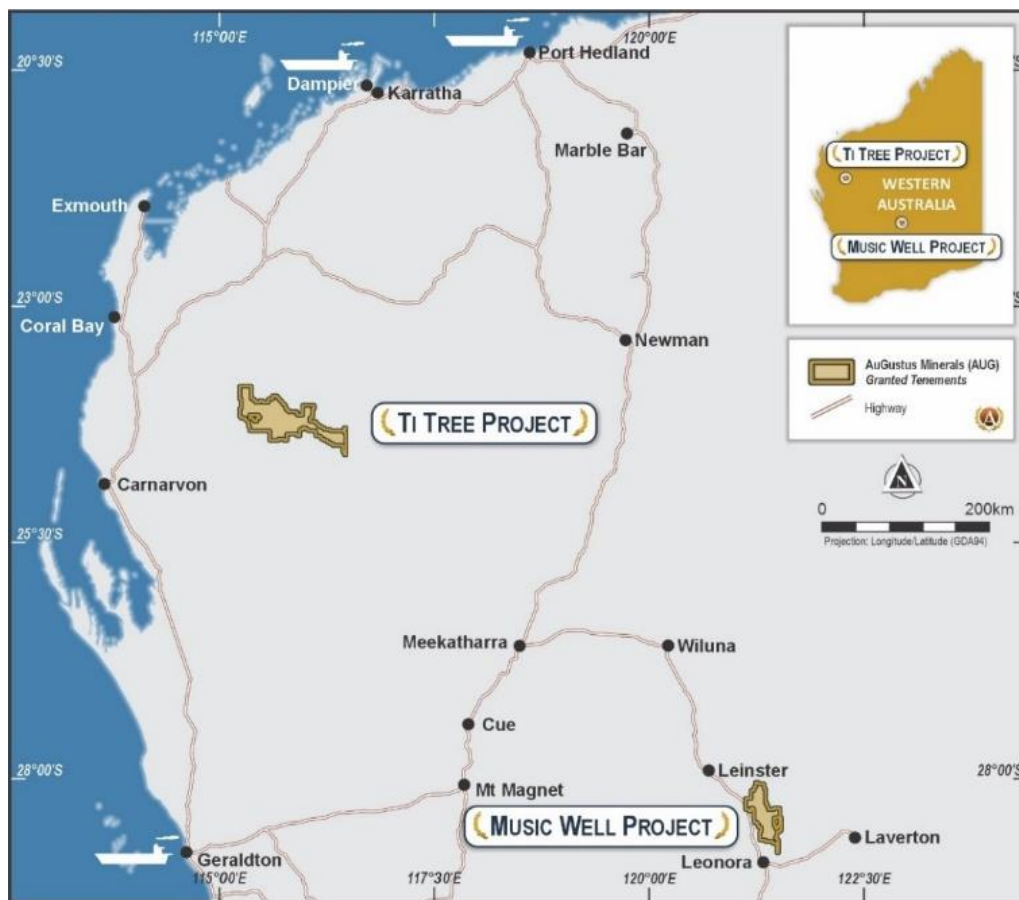 115°00'E
120°00'E
20°30'S
Port Hedland
Dampier
Karratha
Marble Bar
Exmouth
23°00'S
Coral Bay
Newman
TI TREE PROJECT
Carnarvon
25°30'S
Meekatharra
Wiluna
Cue
28°00'S
Leinster
28°00'S
Mt Magnet
MUSIC WELL PROJECT
Laverton
Leonora
Geraldton
115°00'E
117°30'E
120°00'E
122°30'E
TI TREE PROJECT
WESTERN
AUSTRALIA
MUSIC WELL PROJECT
AuGustus Minerals (AUG)
Granted Tenements
Highway
A
N
0
200km
Projection: Longitude/Latitude (GDA94)